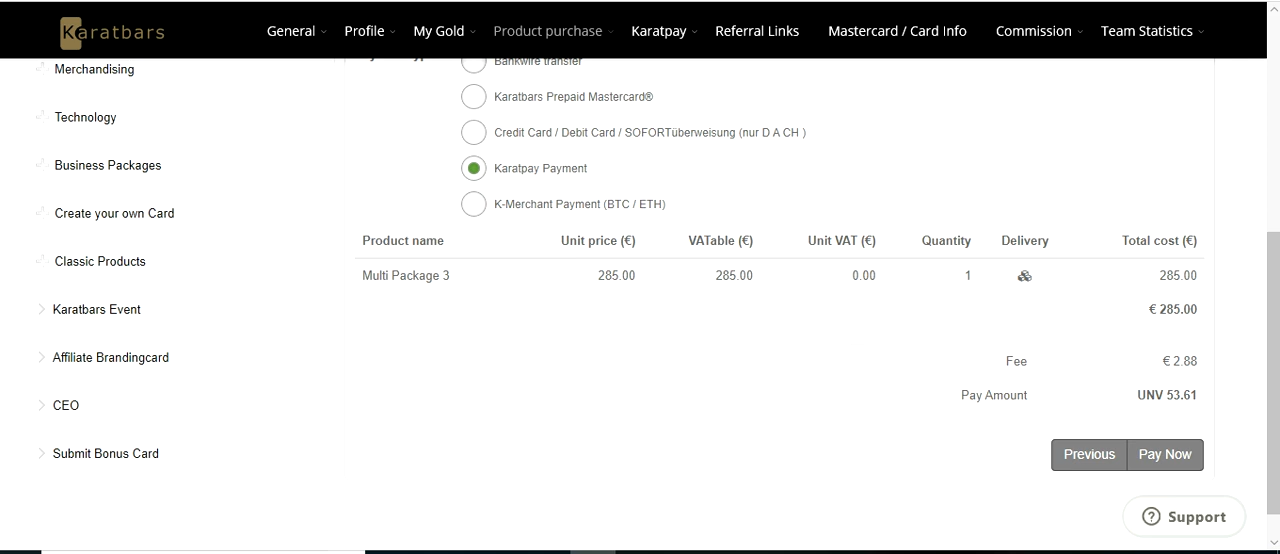 Karatbars
General
Profile
My Gold
Product purchase
Karatpay
Referral Links
Mastercard / Card Info
Commission
Team Statistics
Merchandising
Technology
Business Packages
Create your own Card
Classic Products
Karatbars Event
Affiliate Brandingcard
CEO
Submit Bonus Card
Bankwire transfer
Karatbars Prepaid Mastercard®
Credit Card / Debit Card / SOFORTüberweisung (nur D A CH )
Karatpay Payment
K-Merchant Payment (BTC / ETH)
Product name Unit price (€) VATable (€) Unit VAT (€) Quantity Delivery Total cost (€)
Multi Package 3 285.00 285.00 0.00 1 285.00
€ 285.00
Fee € 2.88
Pay Amount UNV 53.61
Previous Pay Now
Support